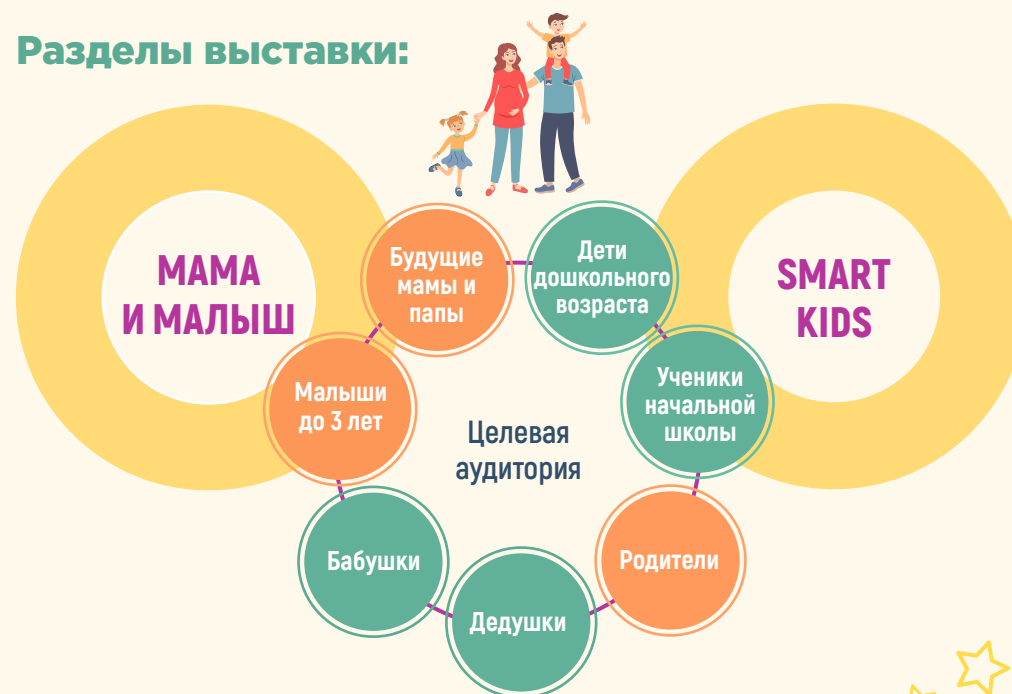 Разделы выставки:
МАМА
И МАЛЫШ
Будущие
мамы и
папы
Дети
дошкольного
возраста
SMART
KIDS
Малыши
до 3 лет
Ученики
начальной
школы
Целевая
аудитория
Бабушки
Родители
Дедушки